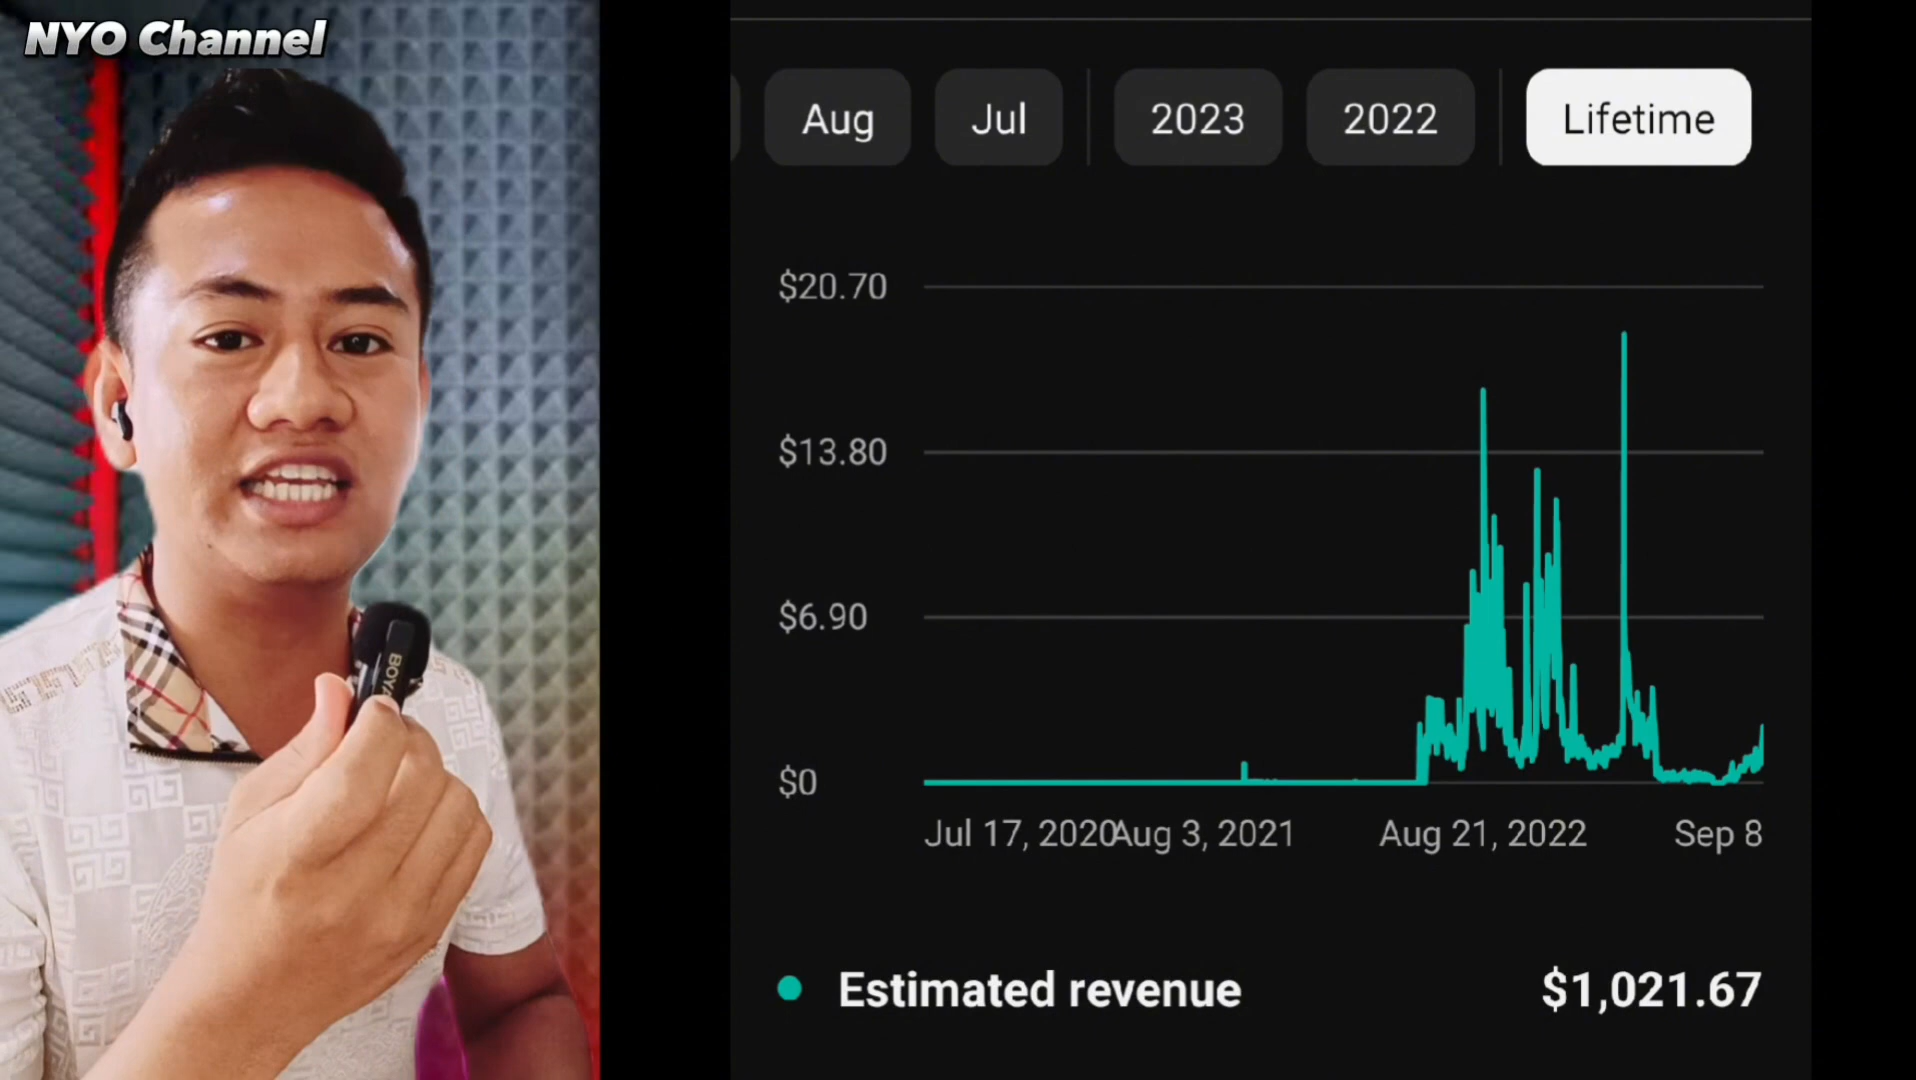 NYO Channel
Aug
Jul
2023
2022
Lifetime
$20.70
$13.80
$6.90
$0
Jul 17, 2020
Aug 3, 2021
Aug 21, 2022
Sep 8
Estimated revenue
$1,021.67
BOYA